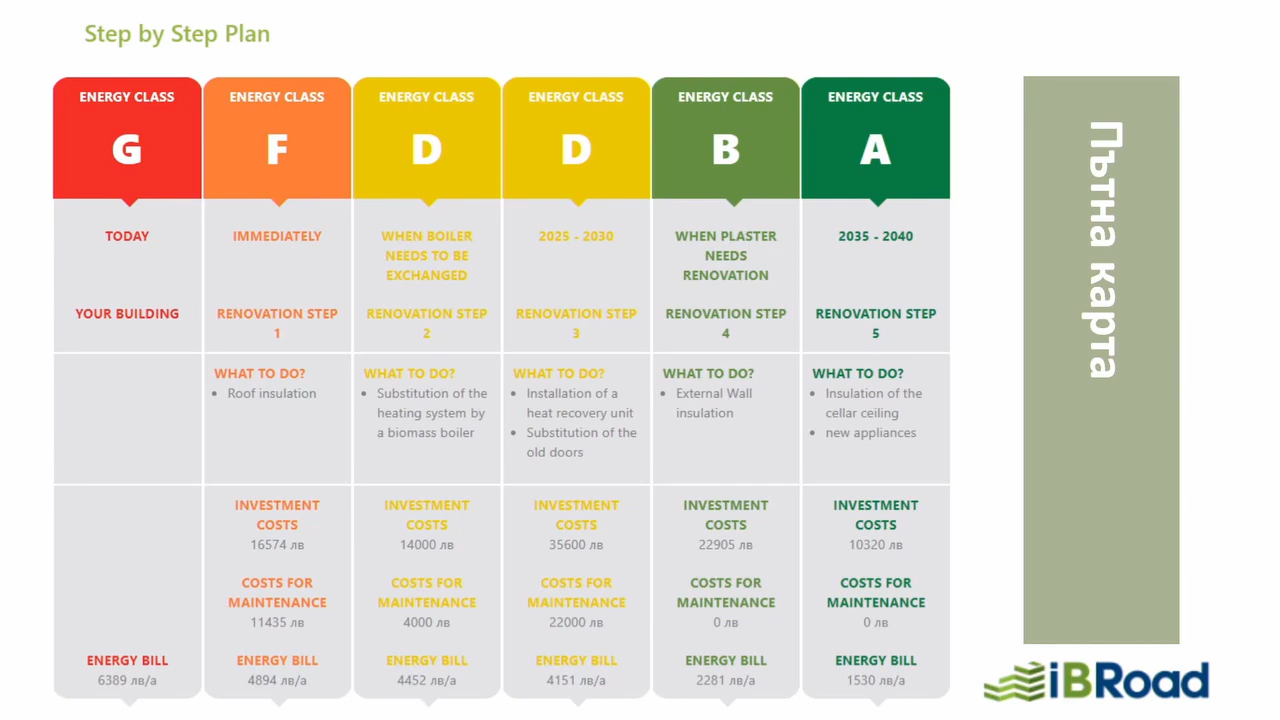 Step by Step Plan
ENERGY CLASS
G
TODAY
YOUR BUILDING
ENERGY BILL
6389 лв/а
ENERGY CLASS
F
IMMEDIATELY
RENOVATION STEP
1
WHAT TO DO?
• Roof insulation
INVESTMENT
COSTS
16574 лв
COSTS FOR
MAINTENANCE
11435 лв
ENERGY BILL
4894 лв/а
ENERGY CLASS
D
WHEN BOILER
NEEDS TO BE
EXCHANGED
RENOVATION STEP
2
WHAT TO DO?
• Substitution of the
heating system by
a biomass boiler
INVESTMENT
COSTS
14000 лв
COSTS FOR
MAINTENANCE
4000 лв
ENERGY BILL
4452 лв/а
ENERGY CLASS
D
2025 - 2030
RENOVATION STEP
3
WHAT TO DO?
• Installation of a
heat recovery unit
• Substitution of the
old doors
INVESTMENT
COSTS
35600 лв
COSTS FOR
MAINTENANCE
22000 лв
ENERGY BILL
4151 лв/а
ENERGY CLASS
B
WHEN PLASTER
NEEDS
RENOVATION
RENOVATION STEP
4
WHAT TO DO?
• External Wall
insulation
INVESTMENT
COSTS
22905 лв
COSTS FOR
MAINTENANCE
0 лв
ENERGY BILL
2281 лв/а
ENERGY CLASS
A
2035 - 2040
RENOVATION STEP
5
WHAT TO DO?
• Insulation of the
cellar ceiling
• new appliances
INVESTMENT
COSTS
10320 лв
COSTS FOR
MAINTENANCE
0 лв
ENERGY BILL
1530 лв/а
Пътна карта
iBRoad